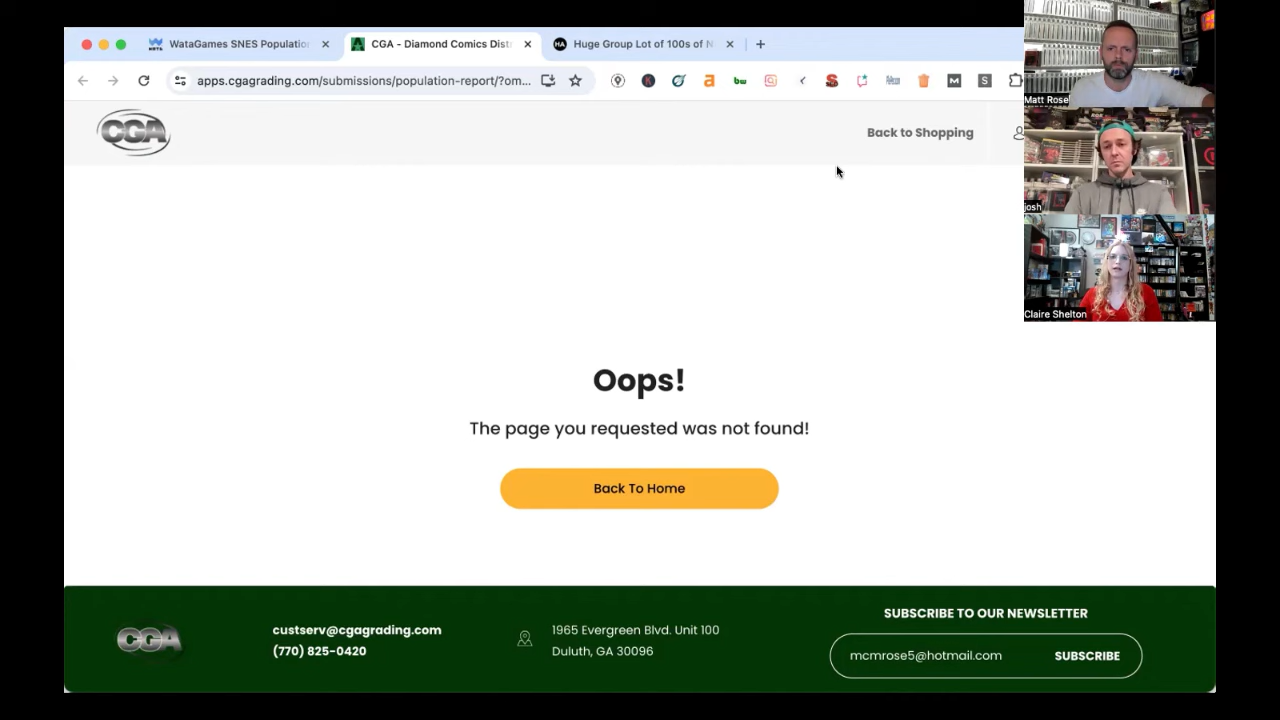 WataGames SNES Populatio
CGA - Diamond Comics Dist
HA
Huge Group Lot of 100s of N
apps.cgagrading.com/submissions/population-report/?om...
CGA
Back to Shopping
Matt Rose
josh
Claire Shelton
Oops!
The page you requested was not found!
Back To Home
CGA
custserv@cgagrading.com
(770) 825-0420
1965 Evergreen Blvd. Unit 100
Duluth, GA 30096
SUBSCRIBE TO OUR NEWSLETTER
mcmrose5@hotmail.com
SUBSCRIBE